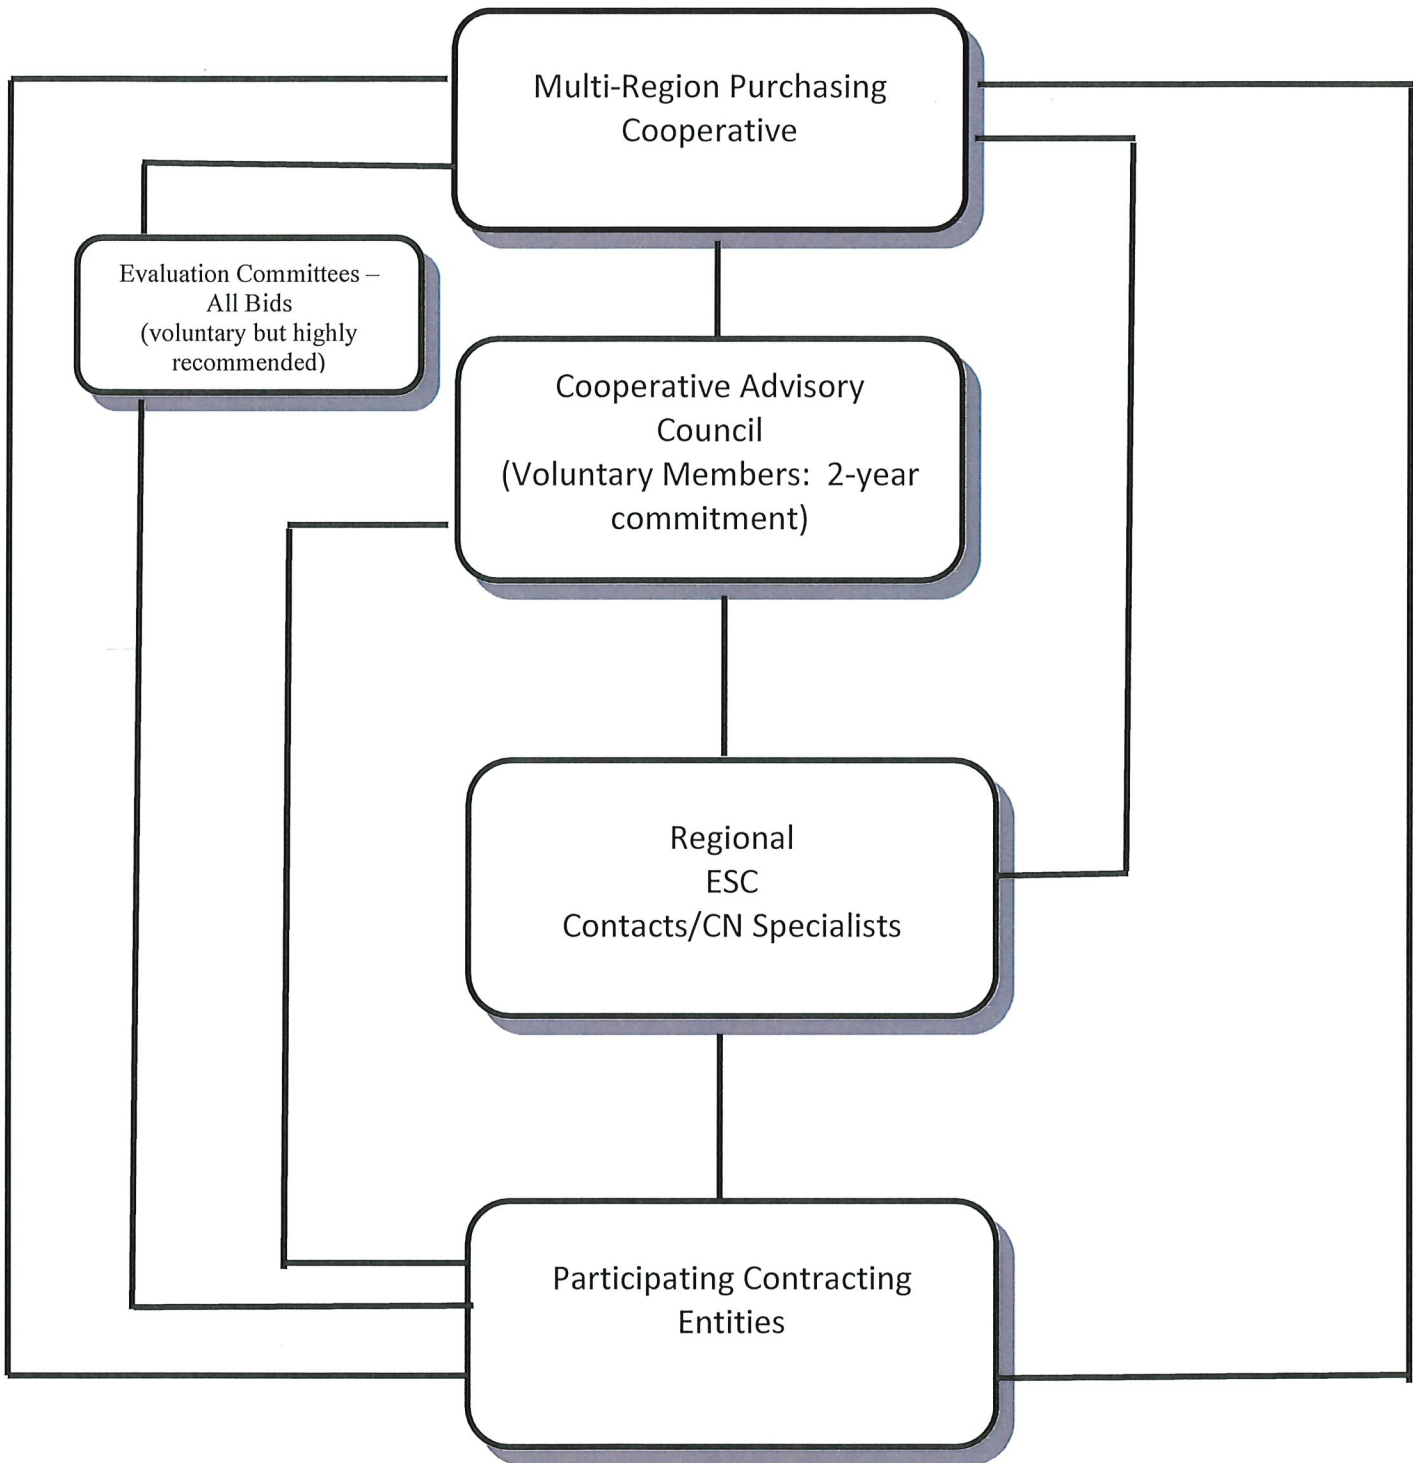 Multi-Region Purchasing
Cooperative
Evaluation Committees –
All Bids
(voluntary but highly
recommended)
Cooperative Advisory
Council
(Voluntary Members:  2-year
commitment)
Regional
ESC
Contacts/CN Specialists
Participating Contracting
Entities